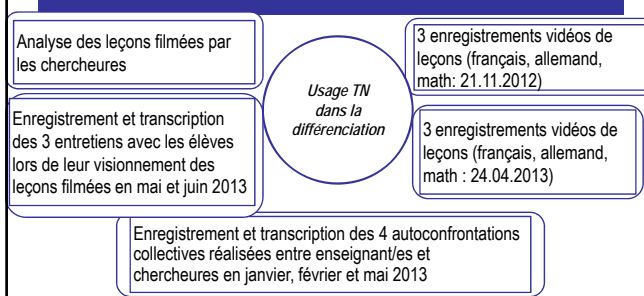 Analyse des leçons filmées par
les chercheures
Enregistrement et transcription
des 3 entretiens avec les élèves
lors de leur visionnement des
leçons filmées en mai et juin 2013
Usage TN
dans la
différenciation
3 enregistrements vidéos de
leçons (français, allemand,
math: 21.11.2012)
3 enregistrements vidéos de
leçons (français, allemand,
math : 24.04.2013)
Enregistrement et transcription des 4 autoconfrontations
collectives réalisées entre enseignant/es et
chercheures en janvier, février et mai 2013